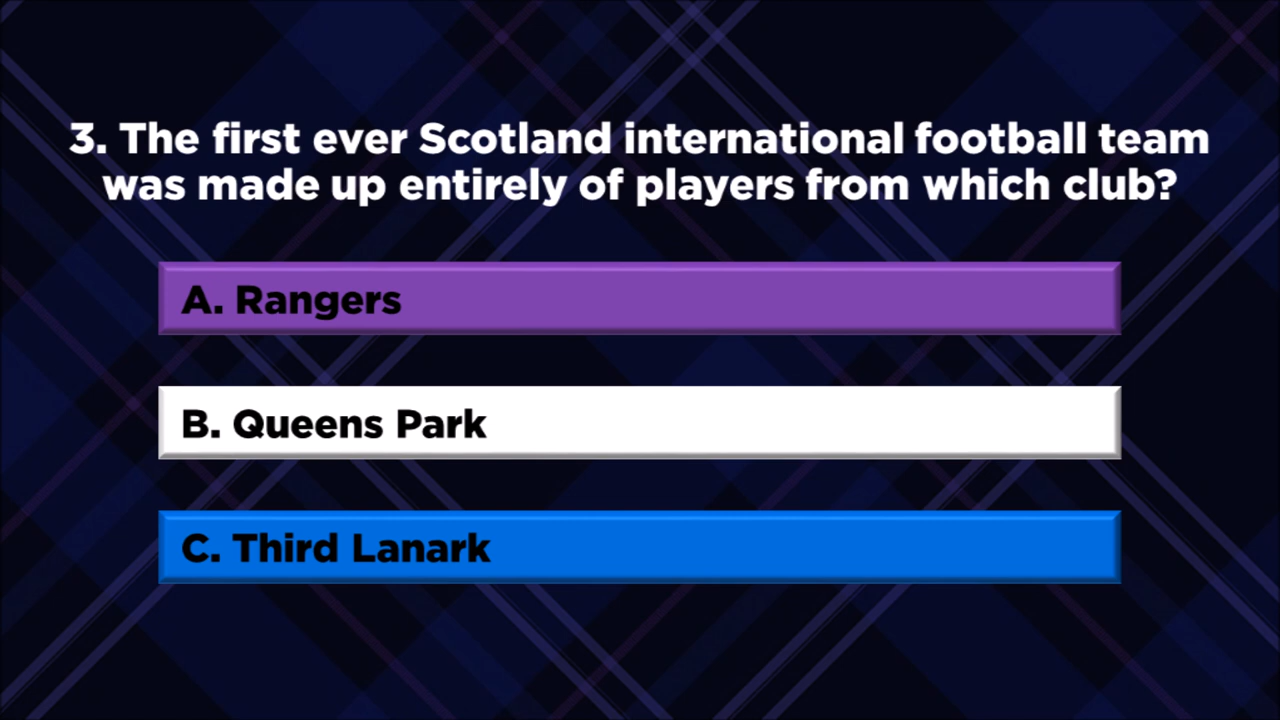 3. The first ever Scotland international football team
was made up entirely of players from which club?
A. Rangers
B. Queens Park
C. Third Lanark